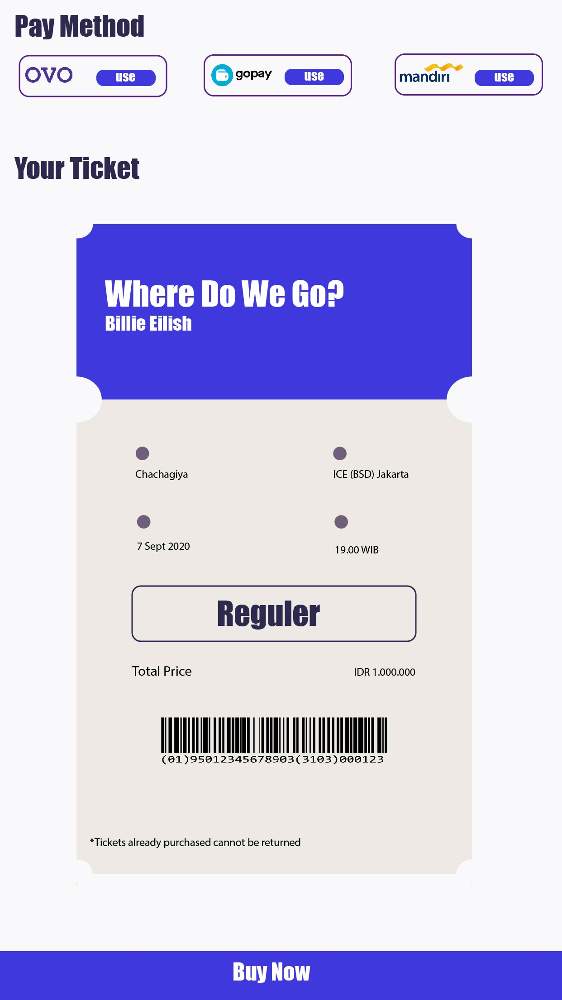 Pay Method
OVO use
gopay use
mandırı use
Your Ticket
Where Do We Go?
Billie Eilish
Chachagiya
ICE (BSD) Jakarta
7 Sept 2020
19.00 WIB
Reguler
Total Price IDR 1.000.000
(01)95012345678903(3103)000123
*Tickets already purchased cannot be returned
Buy Now